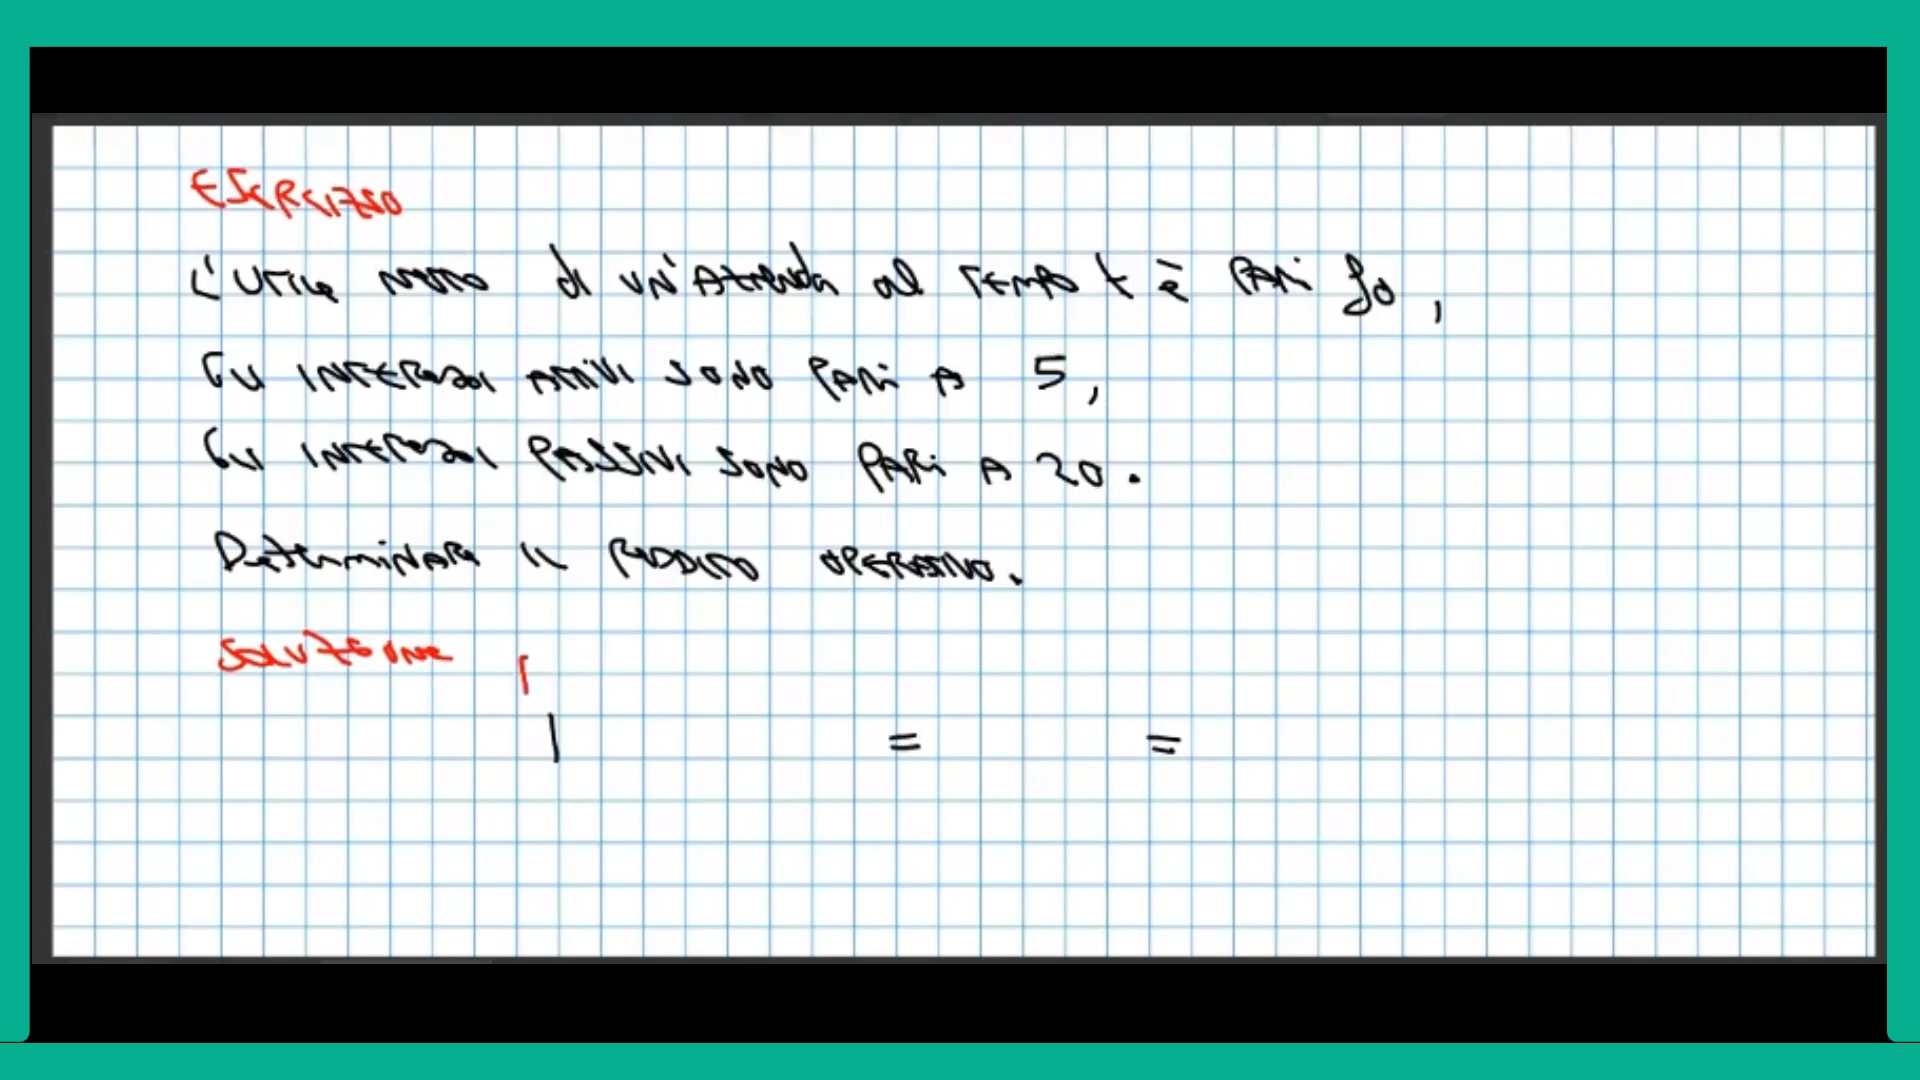 ESERCIZIO
L'UTILE NETTO di UN'AZIENDA al TEMPO t è PARI 80,
GLI INTERESSI ATTIVI SONO PARI A 5,
GLI INTERESSI PASSIVI SONO PARI A 20.
DETERMINARE IL REDDITO OPERATIVO.
SOLUZIONE
= =